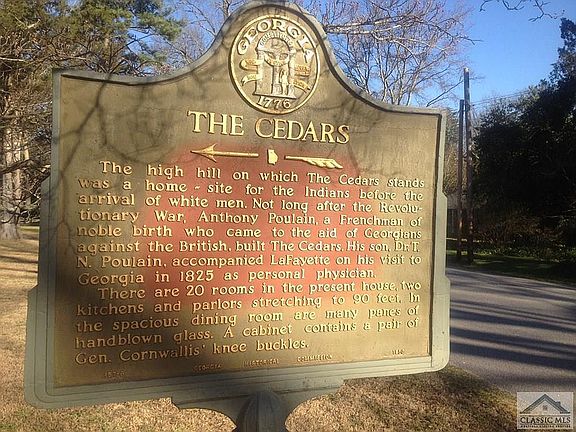 GEORGIA
1776
THE CEDARS
The high hill on which The Cedars stands
was a home - site for the Indians before the
arrival of white men. Not long after the Revolu-
tionary War, Anthony Poulain, a Frenchman of
noble birth who came to the aid of Georgians
against the British, built The Cedars. His son, Dr. T.
N. Poulain, accompanied LaFayette on his visit to
Georgia in 1825 as personal physician.
There are 20 rooms in the present house, two
kitchens and parlors stretching to 90 feet. In
the spacious dining room are many panes of
handblown glass. A cabinet contains a pair of
Gen. Cornwallis' knee buckles.
GEORGIA HISTORICAL COMMISSION
CLASSIC MLS